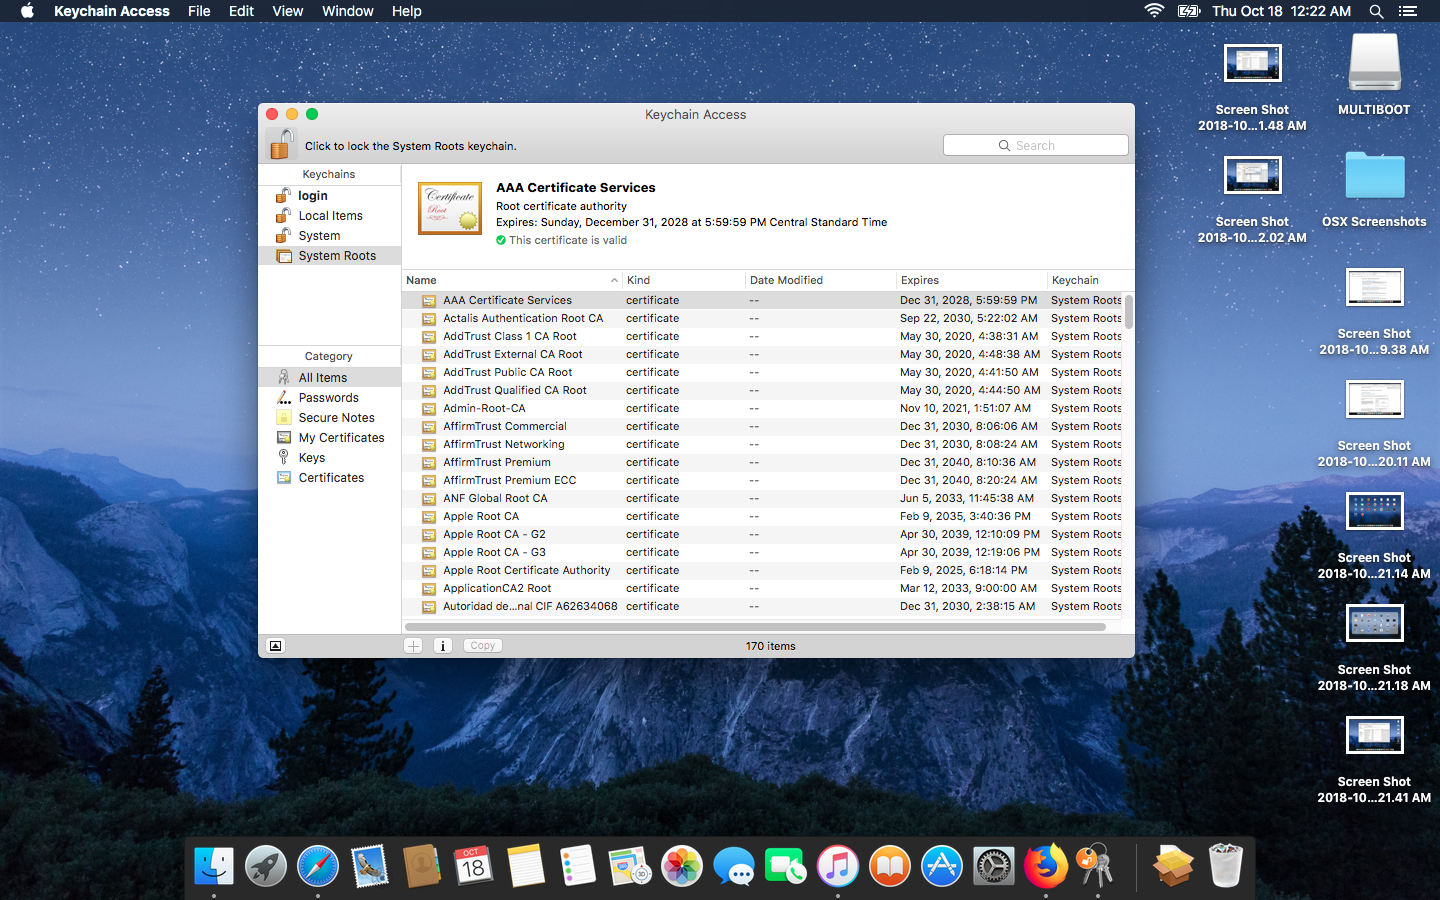 Keychain Access File Edit View Window Help Thu Oct 18 12:22 AM
Keychain Access
Click to lock the System Roots keychain.
Search
Keychains
login
Local Items
System
System Roots
AAA Certificate Services
Root certificate authority
Expires: Sunday, December 31, 2028 at 5:59:59 PM Central Standard Time
This certificate is valid
Name Kind Date Modified Expires Keychain
AAA Certificate Services certificate -- Dec 31, 2028, 5:59:59 PM System Roots
Actalis Authentication Root CA certificate -- Sep 22, 2030, 5:22:02 AM System Roots
AddTrust Class 1 CA Root certificate -- May 30, 2020, 4:38:31 AM System Roots
AddTrust External CA Root certificate -- May 30, 2020, 4:48:38 AM System Roots
AddTrust Public CA Root certificate -- May 30, 2020, 4:41:50 AM System Roots
AddTrust Qualified CA Root certificate -- May 30, 2020, 4:44:50 AM System Roots
Admin-Root-CA certificate -- Nov 10, 2021, 1:51:07 AM System Roots
AffirmTrust Commercial certificate -- Dec 31, 2030, 8:06:06 AM System Roots
AffirmTrust Networking certificate -- Dec 31, 2030, 8:08:24 AM System Roots
AffirmTrust Premium certificate -- Dec 31, 2040, 8:10:36 AM System Roots
AffirmTrust Premium ECC certificate -- Dec 31, 2040, 8:20:24 AM System Roots
ANF Global Root CA certificate -- Jun 5, 2033, 11:45:38 AM System Roots
Apple Root CA certificate -- Feb 9, 2035, 3:40:36 PM System Roots
Apple Root CA - G2 certificate -- Apr 30, 2039, 12:10:09 PM System Roots
Apple Root CA - G3 certificate -- Apr 30, 2039, 12:19:06 PM System Roots
Apple Root Certificate Authority certificate -- Feb 9, 2025, 6:18:14 PM System Roots
ApplicationCA2 Root certificate -- Mar 12, 2033, 9:00:00 AM System Roots
Autoridad de...nal CIF A62634068 certificate -- Dec 31, 2030, 2:38:15 AM System Roots
Category
All Items
Passwords
Secure Notes
My Certificates
Keys
Certificates
Copy
170 items
Certificate
Root
Screen Shot
2018-10...1.48 AM
MULTIBOOT
Screen Shot
2018-10...2.02 AM
OSX Screenshots
Screen Shot
2018-10...9.38 AM
Screen Shot
2018-10...20.11 AM
Screen Shot
2018-10...21.14 AM
Screen Shot
2018-10...21.18 AM
Screen Shot
2018-10...21.41 AM
OCT
18